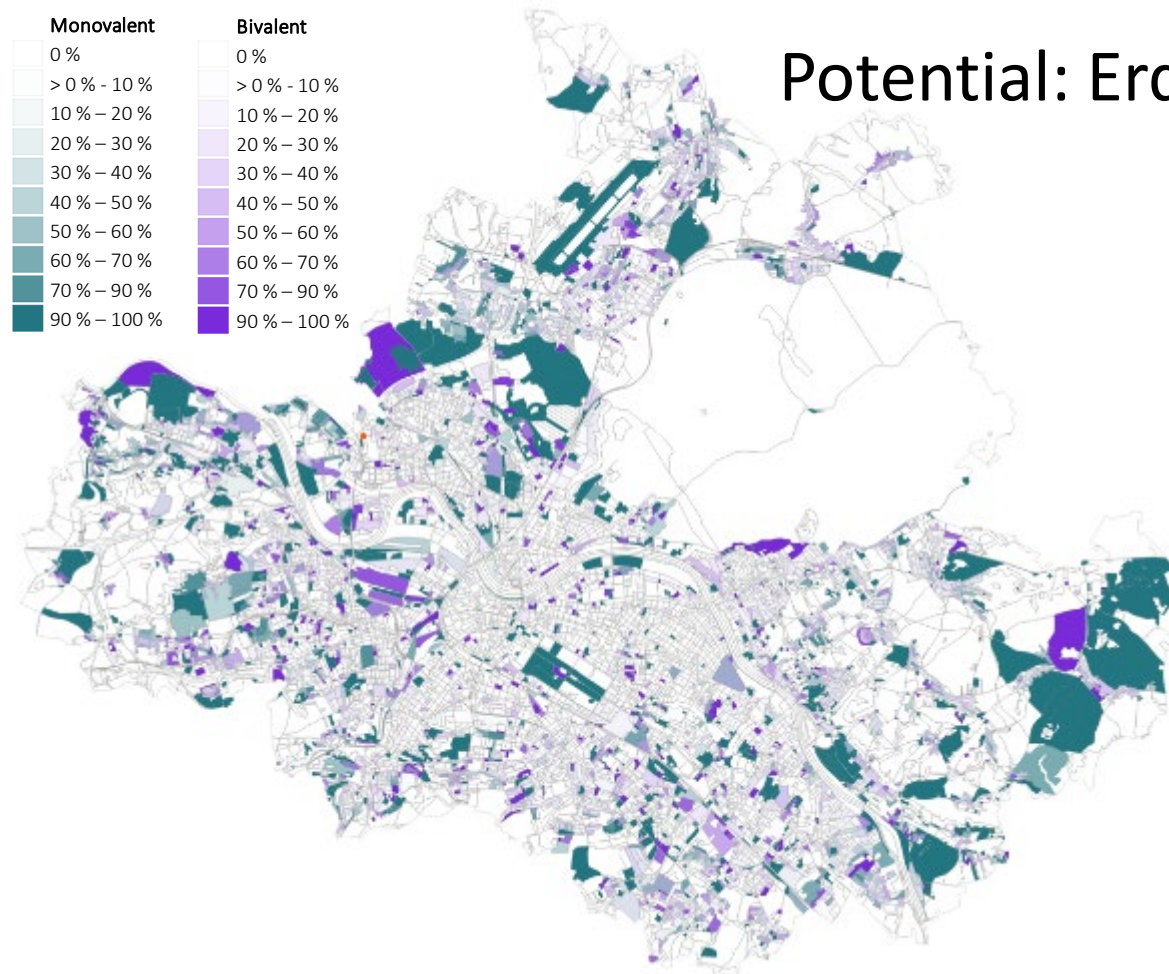 Potential: Erd
Monovalent
0 %
> 0 % - 10 %
10 % – 20 %
20 % – 30 %
30 % – 40 %
40 % – 50 %
50 % – 60 %
60 % – 70 %
70 % – 90 %
90 % – 100 %
Bivalent
0 %
> 0 % - 10 %
10 % – 20 %
20 % – 30 %
30 % – 40 %
40 % – 50 %
50 % – 60 %
60 % – 70 %
70 % – 90 %
90 % – 100 %